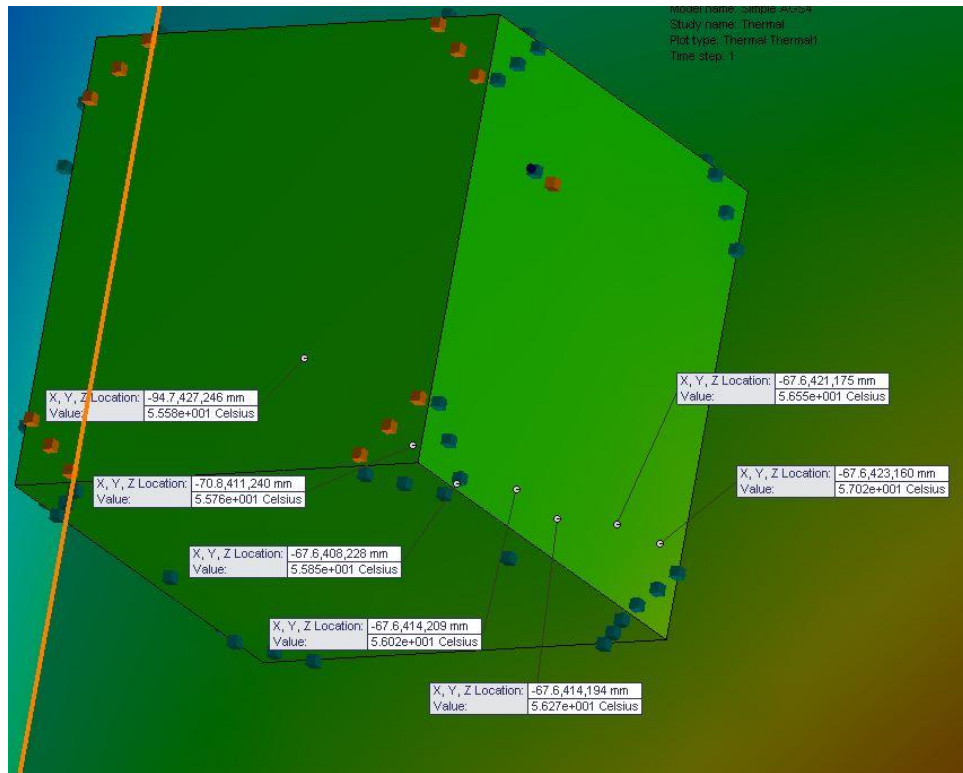 Model name: Simple AGS4
Study name: Thermal
Plot type: Thermal Thermal1
Time step: 1
X, Y, Z Location: -94.7,427,246 mm
Value: 5.558e+001 Celsius
X, Y, Z Location: -67.6,421,175 mm
Value: 5.655e+001 Celsius
X, Y, Z Location: -70.8,411,240 mm
Value: 5.576e+001 Celsius
X, Y, Z Location: -67.6,423,160 mm
Value: 5.702e+001 Celsius
X, Y, Z Location: -67.6,408,228 mm
Value: 5.585e+001 Celsius
X, Y, Z Location: -67.6,414,209 mm
Value: 5.602e+001 Celsius
X, Y, Z Location: -67.6,414,194 mm
Value: 5.627e+001 Celsius